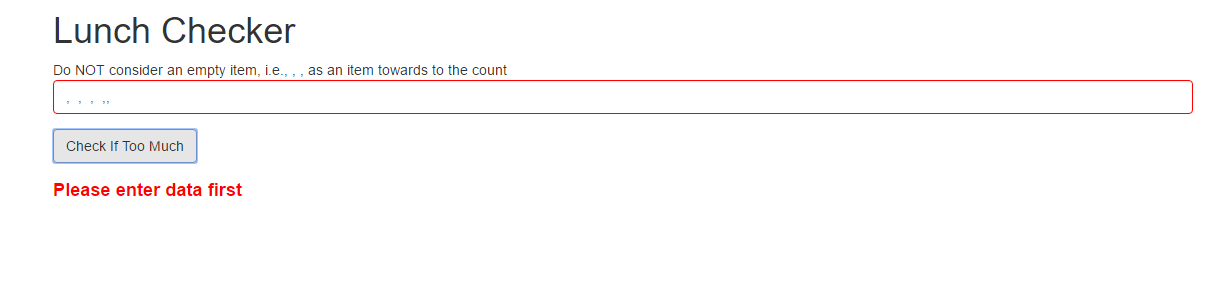 Lunch Checker
Do NOT consider an empty item, i.e., , , as an item towards to the count
, , , ,,
Check If Too Much
Please enter data first